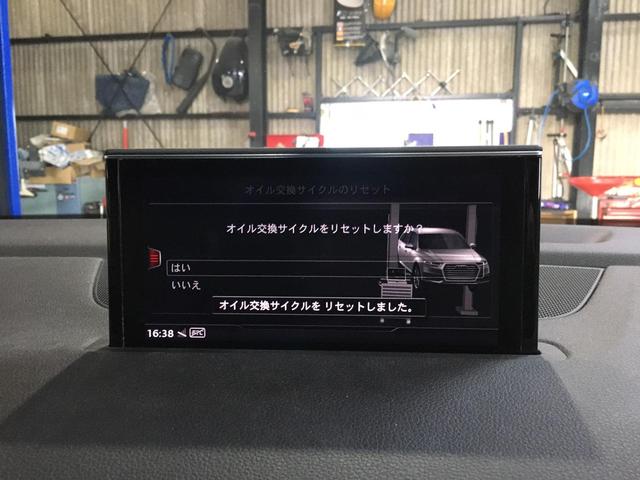 オイル交換サイクルのリセット
オイル交換サイクルをリセットしますか?
はい
いいえ
オイル交換サイクルを リセットしました。
16:38